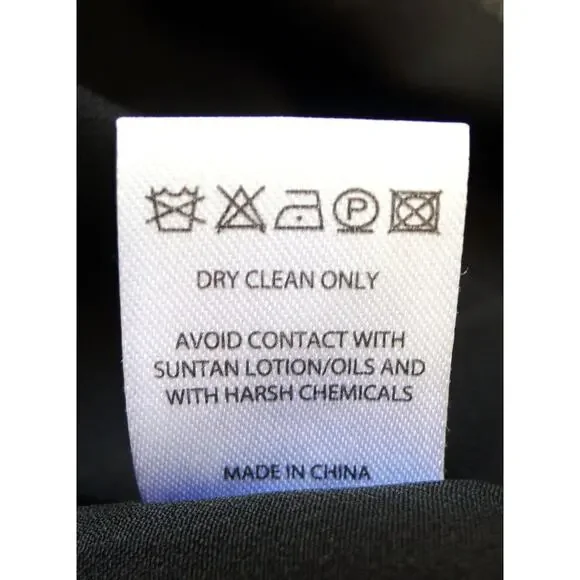 P
DRY CLEAN ONLY
AVOID CONTACT WITH
SUNTAN LOTION/OILS AND
WITH HARSH CHEMICALS
MADE IN CHINA